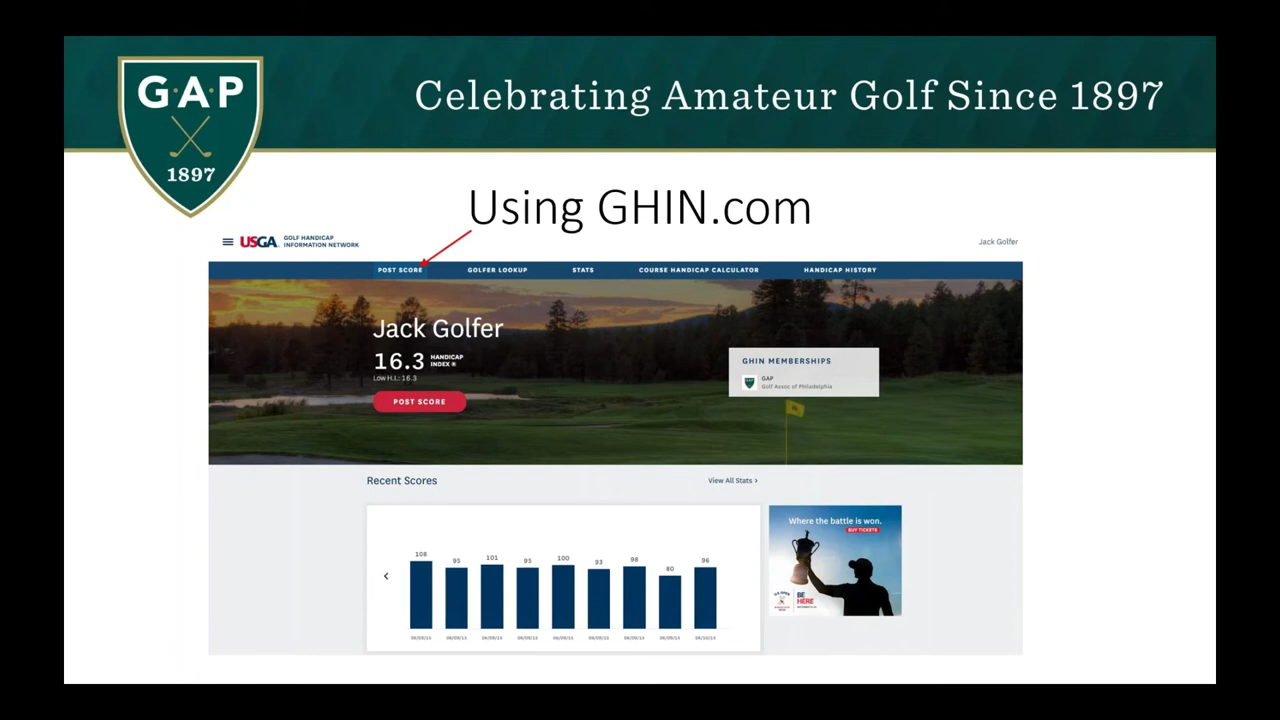 G·A·P
1897
Celebrating Amateur Golf Since 1897
Using GHIN.com
USGA
GOLF HANDICAP
INFORMATION NETWORK
Jack Golfer
POST SCORE
GOLFER LOOKUP
STATS
COURSE HANDICAP CALCULATOR
HANDICAP HISTORY
Jack Golfer
16.3
HANDICAP
INDEX
Low H.I.: 16.3
POST SCORE
GHIN MEMBERSHIPS
GAP
Golf Assoc of Philadelphia
Recent Scores
View All Stats >
108
95
101
95
100
93
98
80
96
Where the battle is won.
BUY TICKETS
BE
HERE